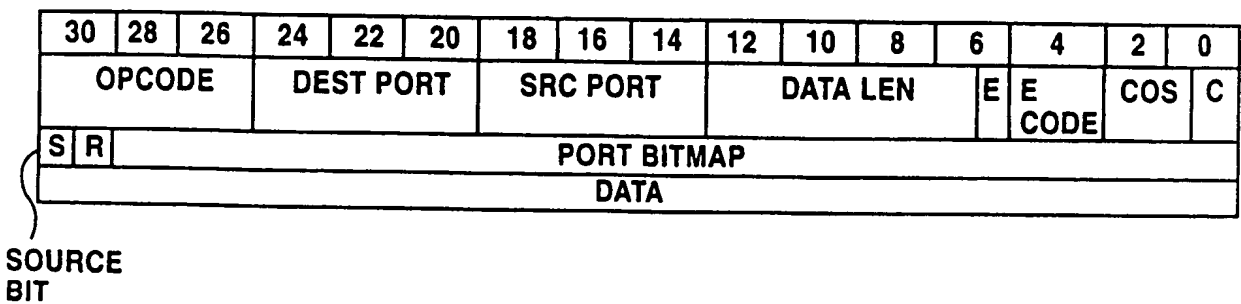 30 28 26 24 22 20 18 16 14 12 10 8 6 4 2 0
OPCODE DEST PORT SRC PORT DATA LEN E E COS C
CODE
S R PORT BITMAP
DATA
SOURCE
BIT